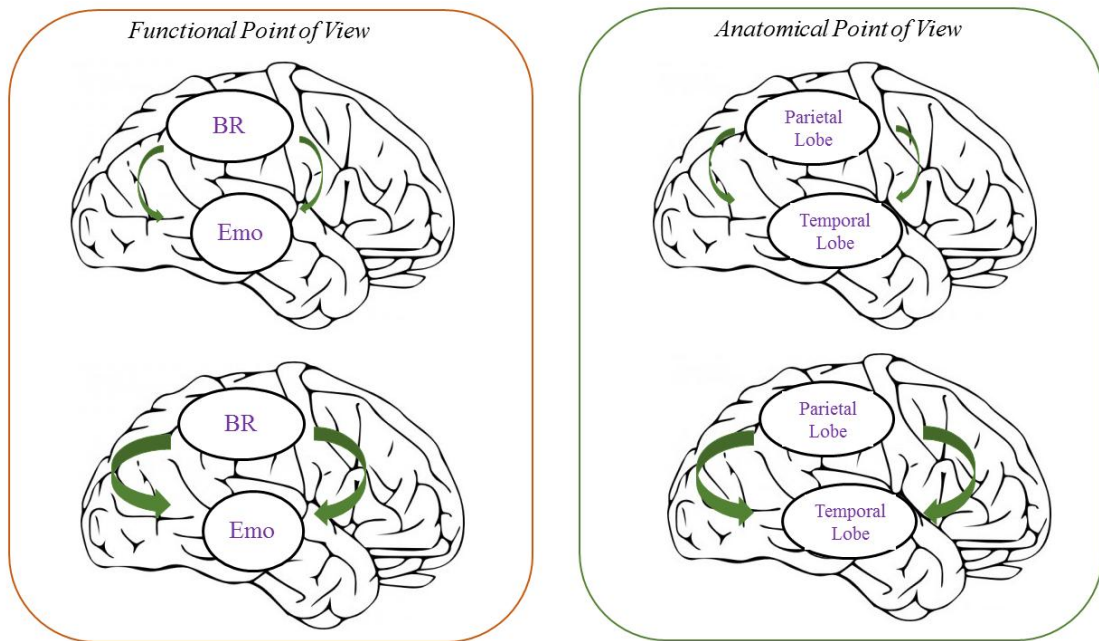 Functional Point of View
BR
Emo
BR
Emo
Anatomical Point of View
Parietal
Lobe
Temporal
Lobe
Parietal
Lobe
Temporal
Lobe